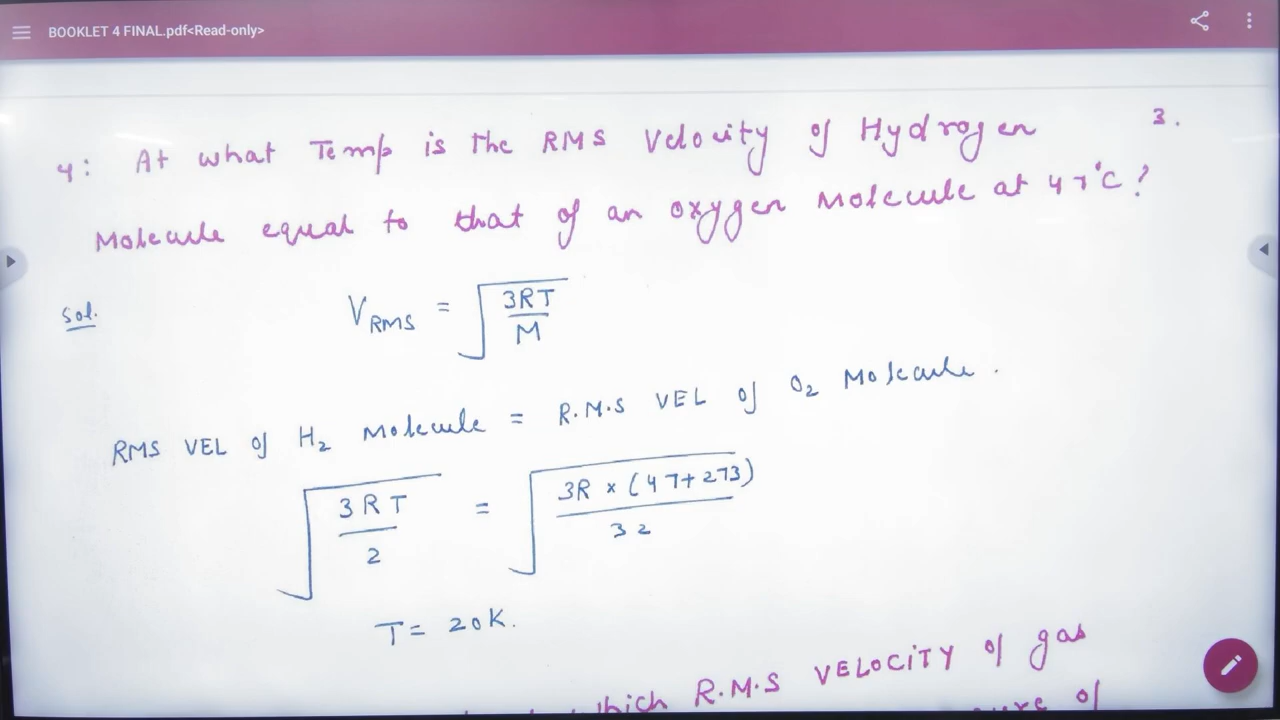 BOOKLET 4 FINAL.pdf<Read-only>
3.
4: At what Temp is the RMS Velocity of Hydrogen
Molecule equal to that of an oxygen Molecule at 47°C?
Sol. V_RMS = √(3RT/M)
RMS VEL of H₂ Molecule = R.M.S VEL of O₂ Molecule.
√(3RT/2) = √(3R × (47+273)/32)
T = 20K.
which R.M.S VELOCITY of gas
of